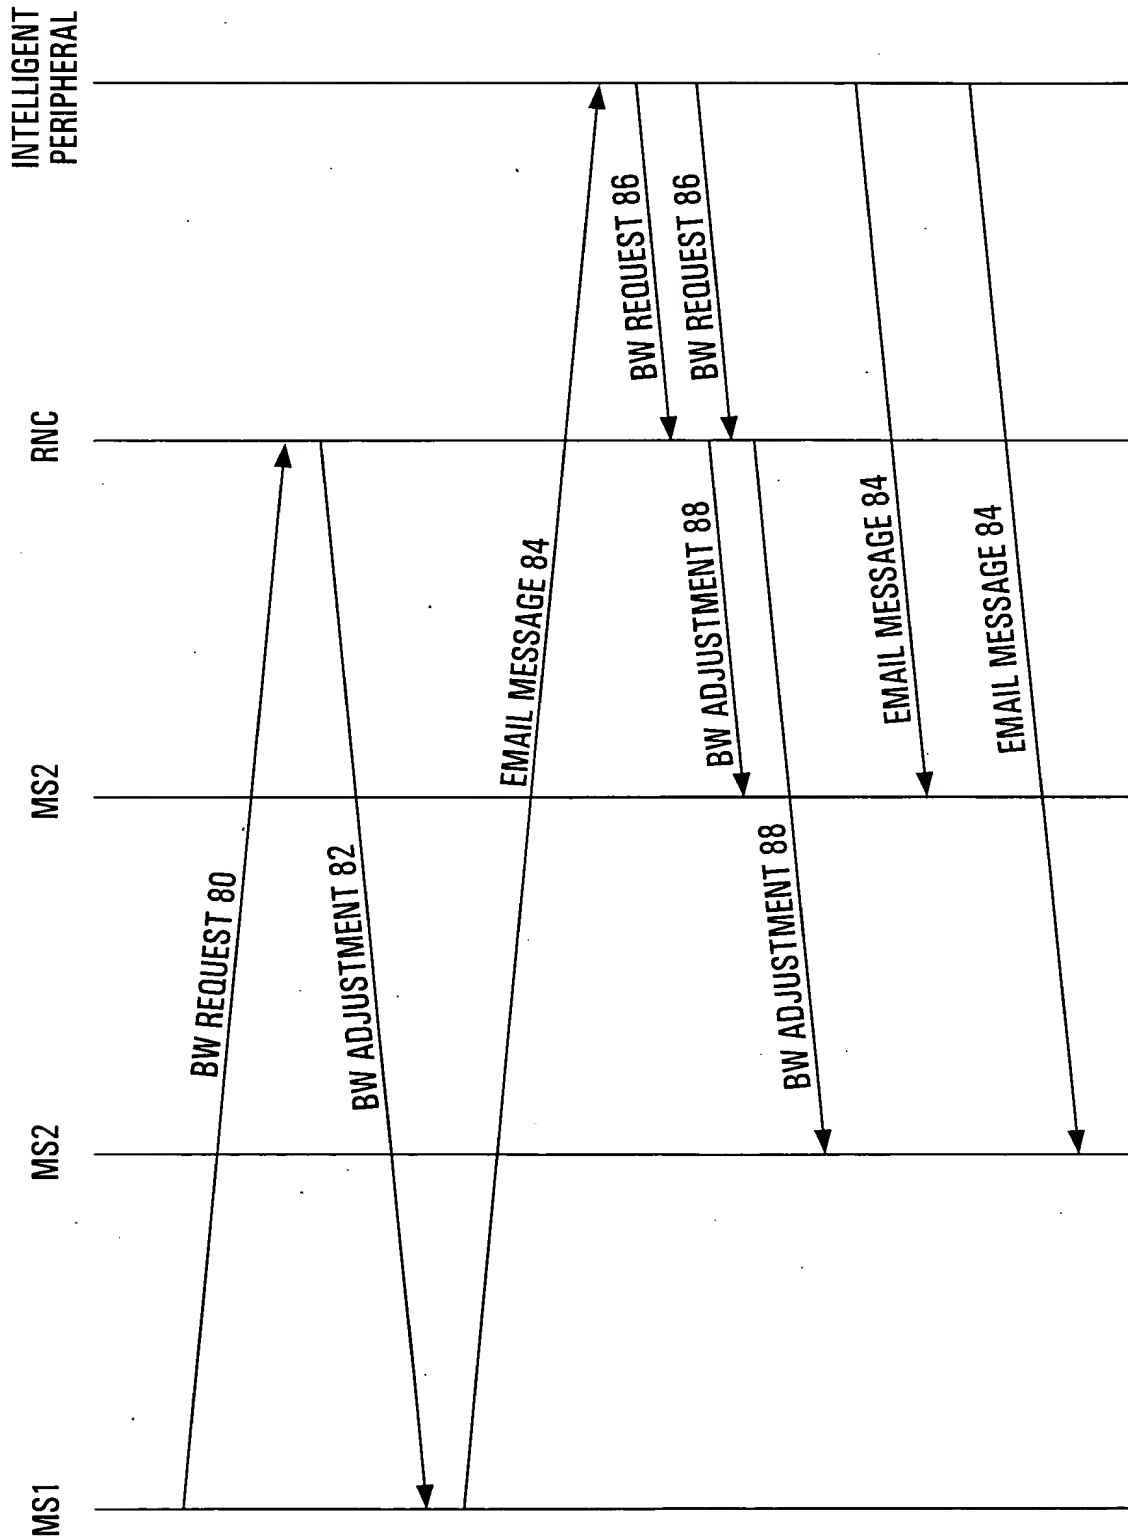 MS1
MS2
MS2
RNC
INTELLIGENT
PERIPHERAL
BW REQUEST 80
BW ADJUSTMENT 82
EMAIL MESSAGE 84
BW REQUEST 86
BW REQUEST 86
BW ADJUSTMENT 88
BW ADJUSTMENT 88
EMAIL MESSAGE 84
EMAIL MESSAGE 84